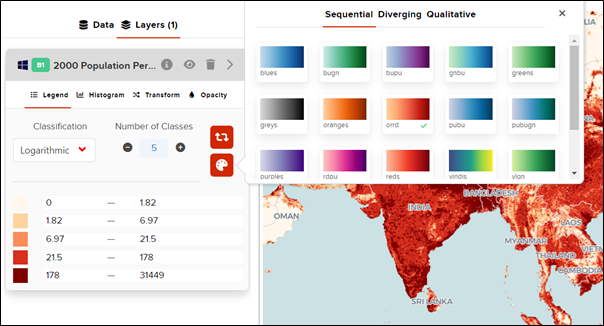 Data Layers (1)
B1 2000 Population Per...
Legend Histogram Transform Opacity
Classification Number of Classes
Logarithmic 5
0 — 1.82
1.82 — 6.97
6.97 — 21.5
21.5 — 178
178 — 31449
Sequential Diverging Qualitative
blues bugn bupu gnbu greens
greys oranges orrd pubu pubugn
purples rdpu reds viridis ylgn
OMAN
INDIA
BANGLADESH
MYANMAR
LAOS
THAILAND
VIETN
CAMBODIA
SRI LANKA